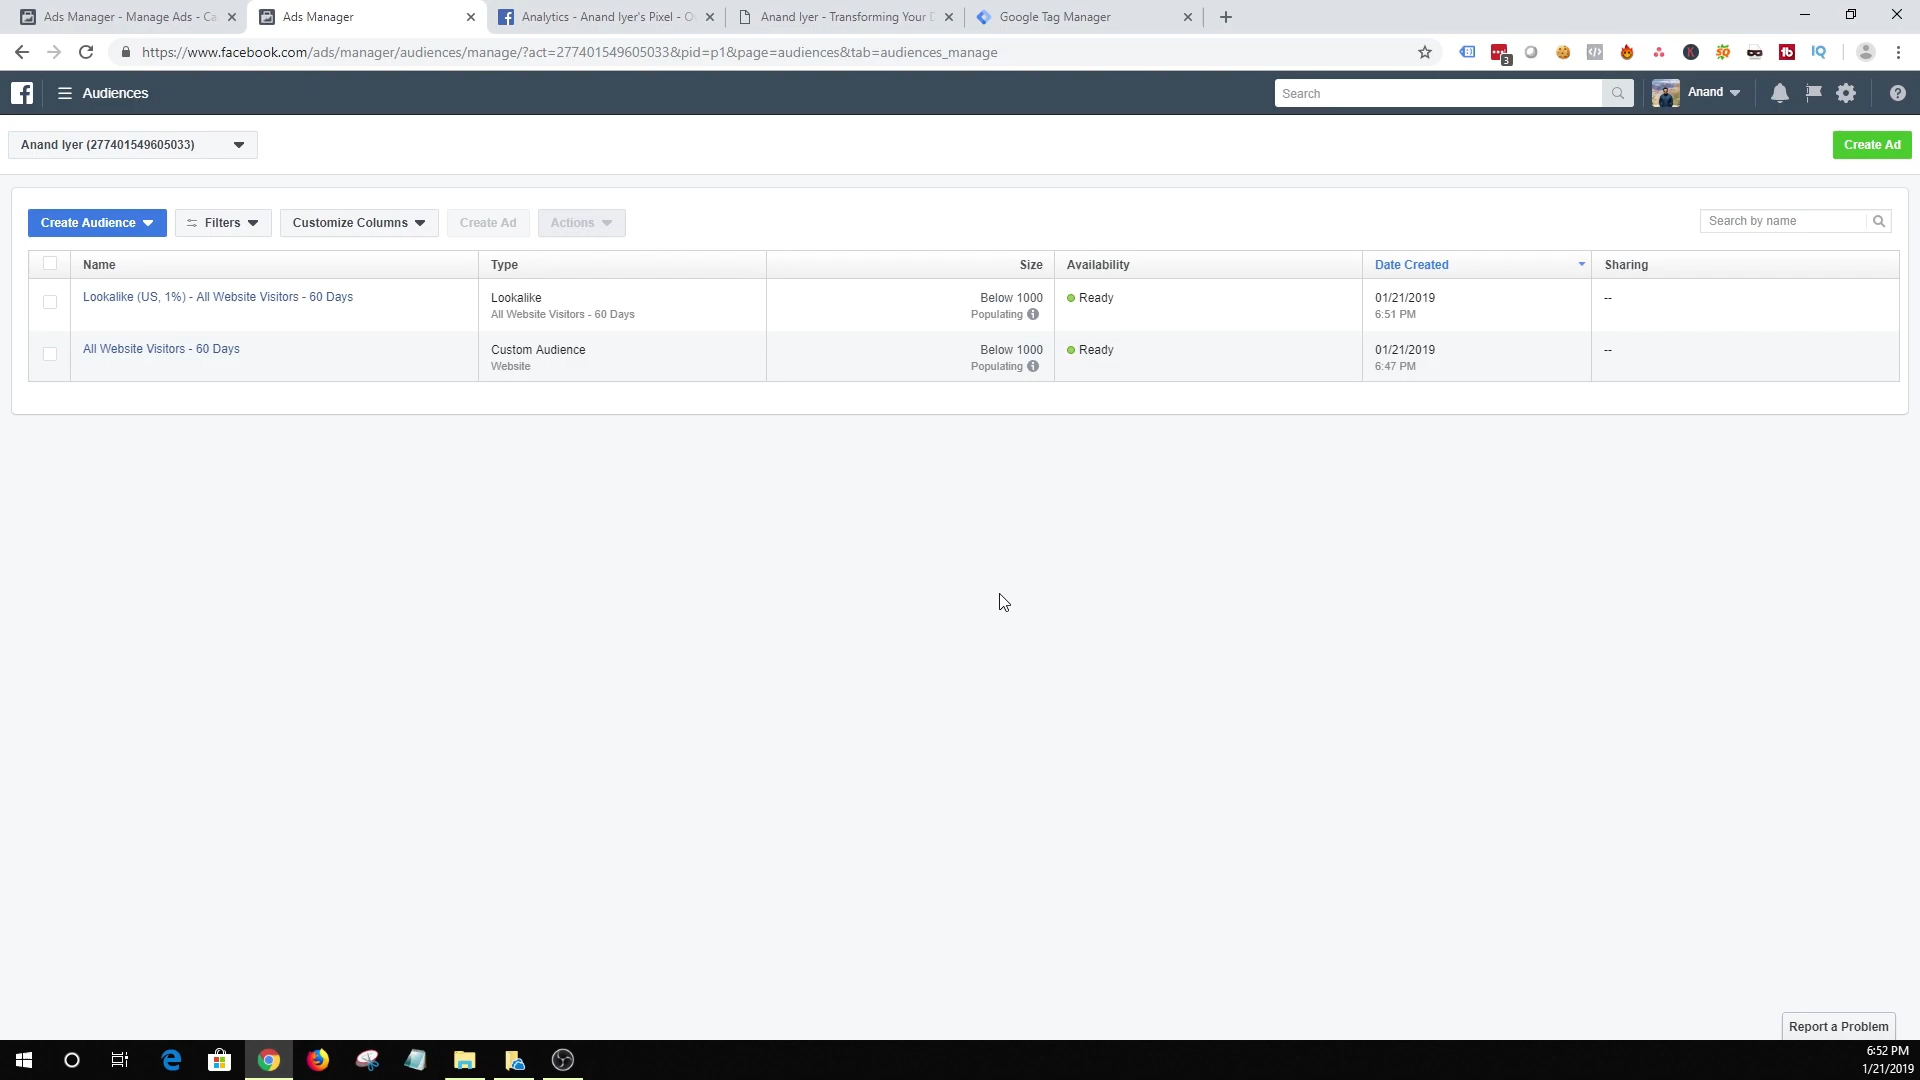 Ads Manager - Manage Ads - Ca
Ads Manager
Analytics - Anand Iyer's Pixel - O
Anand Iyer - Transforming Your D
Google Tag Manager
https://www.facebook.com/ads/manager/audiences/manage/?act=277401549605033&pid=p1&page=audiences&tab=audiences_manage
3
Audiences
Search
Anand
Anand Iyer (277401549605033)
Create Ad
Create Audience
Filters
Customize Columns
Create Ad
Actions
Search by name
Name
Type
Size
Availability
Date Created
Sharing
Lookalike (US, 1%) - All Website Visitors - 60 Days
Lookalike
All Website Visitors - 60 Days
Below 1000
Populating
Ready
01/21/2019
6:51 PM
--
All Website Visitors - 60 Days
Custom Audience
Website
Below 1000
Populating
Ready
01/21/2019
6:47 PM
--
Report a Problem
6:52 PM
1/21/2019